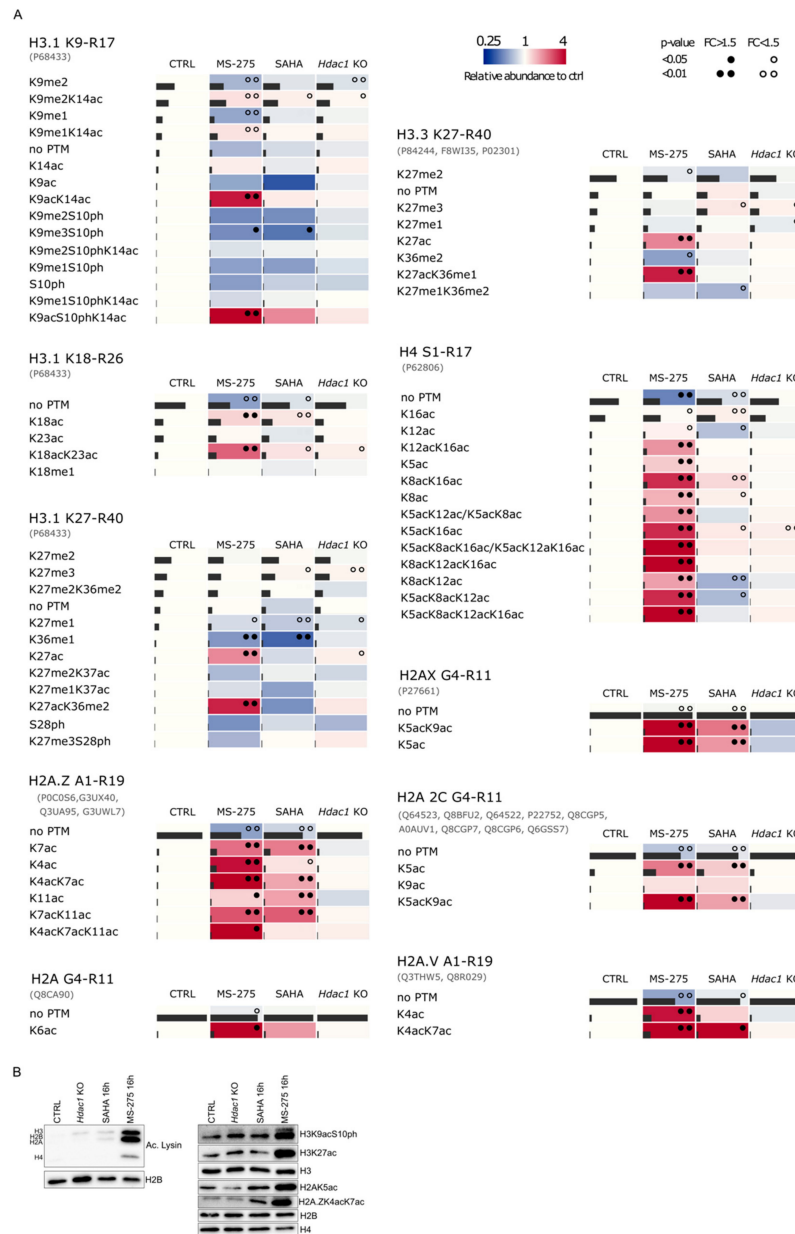 A
H3.1 K9-R17
(P68433)
CTRL MS-275 SAHA Hdac1 KO
K9me2
K9me2K14ac
K9me1
K9me1K14ac
no PTM
K14ac
K9ac
K9acK14ac
K9me2S10ph
K9me3S10ph
K9me2S10phK14ac
K9me1S10ph
S10ph
K9me1S10phK14ac
K9acS10phK14ac
H3.1 K18-R26
(P68433)
CTRL MS-275 SAHA Hdac1 KO
no PTM
K18ac
K23ac
K18acK23ac
K18me1
H3.1 K27-R40
(P68433)
CTRL MS-275 SAHA Hdac1 KO
K27me2
K27me3
K27me2K36me2
no PTM
K27me1
K36me1
K27ac
K27me2K37ac
K27me1K37ac
K27acK36me2
S28ph
K27me3S28ph
H2A.Z A1-R19
(P0C0S6,G3UX40,
Q3UA95, G3UWL7)
CTRL MS-275 SAHA Hdac1 KO
no PTM
K7ac
K4ac
K4acK7ac
K11ac
K7acK11ac
K4acK7acK11ac
H2A G4-R11
(Q8CA90)
CTRL MS-275 SAHA Hdac1 KO
no PTM
K6ac
0.25 1 4
Relative abundance to ctrl
p-value FC>1.5 FC<1.5
<0.05
<0.01
H3.3 K27-R40
(P84244, F8WI35, P02301)
CTRL MS-275 SAHA Hdac1 KO
K27me2
no PTM
K27me3
K27me1
K27ac
K36me2
K27acK36me1
K27me1K36me2
H4 S1-R17
(P62806)
CTRL MS-275 SAHA Hdac1 KO
no PTM
K16ac
K12ac
K12acK16ac
K5ac
K8acK16ac
K8ac
K5acK12ac/K5acK8ac
K5acK16ac
K5acK8acK16ac/K5acK12aK16ac
K8acK12acK16ac
K8acK12ac
K5acK8acK12ac
K5acK8acK12acK16ac
H2AX G4-R11
(P27661)
CTRL MS-275 SAHA Hdac1 KO
no PTM
K5acK9ac
K5ac
H2A 2C G4-R11
(Q64523, Q8BFU2, Q64522, P22752, Q8CGP5,
A0AUV1, Q8CGP7, Q8CGP6, Q6GSS7)
CTRL MS-275 SAHA Hdac1 KO
no PTM
K5ac
K9ac
K5acK9ac
H2A.V A1-R19
(Q3THW5, Q8R029)
CTRL MS-275 SAHA Hdac1 KO
no PTM
K4ac
K4acK7ac
B
CTRL
Hdac1 KO
SAHA 16h
MS-275 16h
H3
H2B
H2A
H4
Ac. Lysin
H2B
CTRL
Hdac1 KO
SAHA 16h
MS-275 16h
H3K9acS10ph
H3K27ac
H3
H2AK5ac
H2A.ZK4acK7ac
H2B
H4